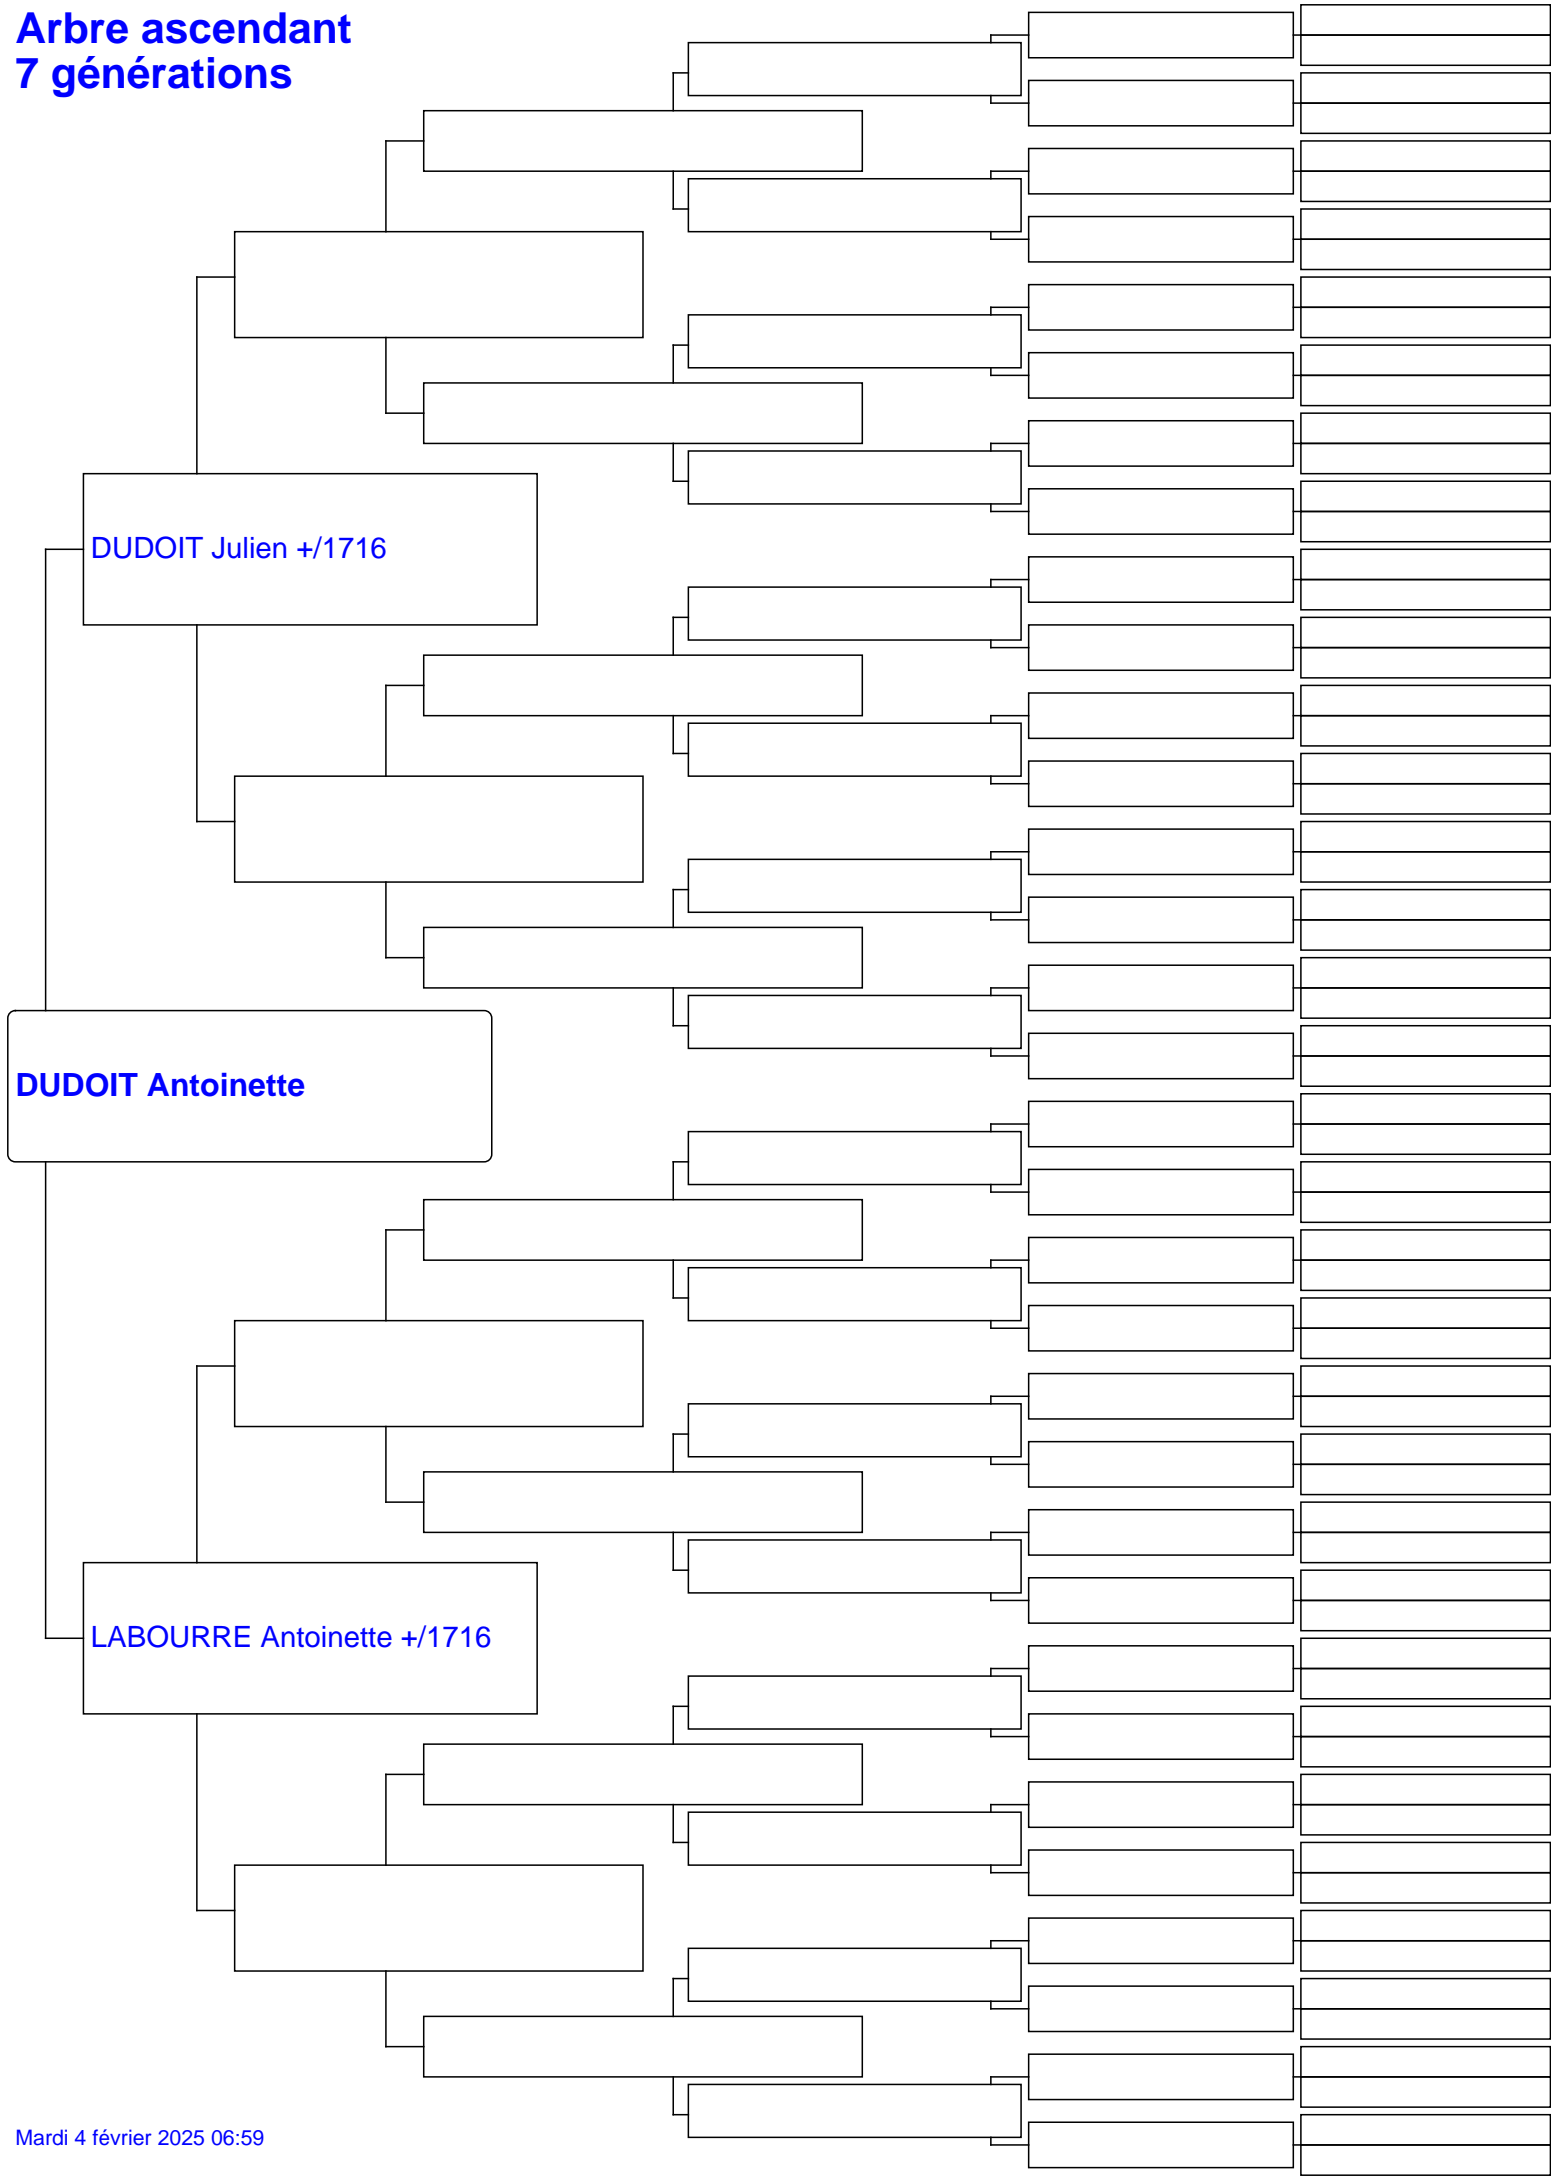 Arbre ascendant
7 générations
DUDOIT Julien +/1716
DUDOIT Antoinette
LABOURRE Antoinette +/1716
Mardi 4 février 2025 06:59